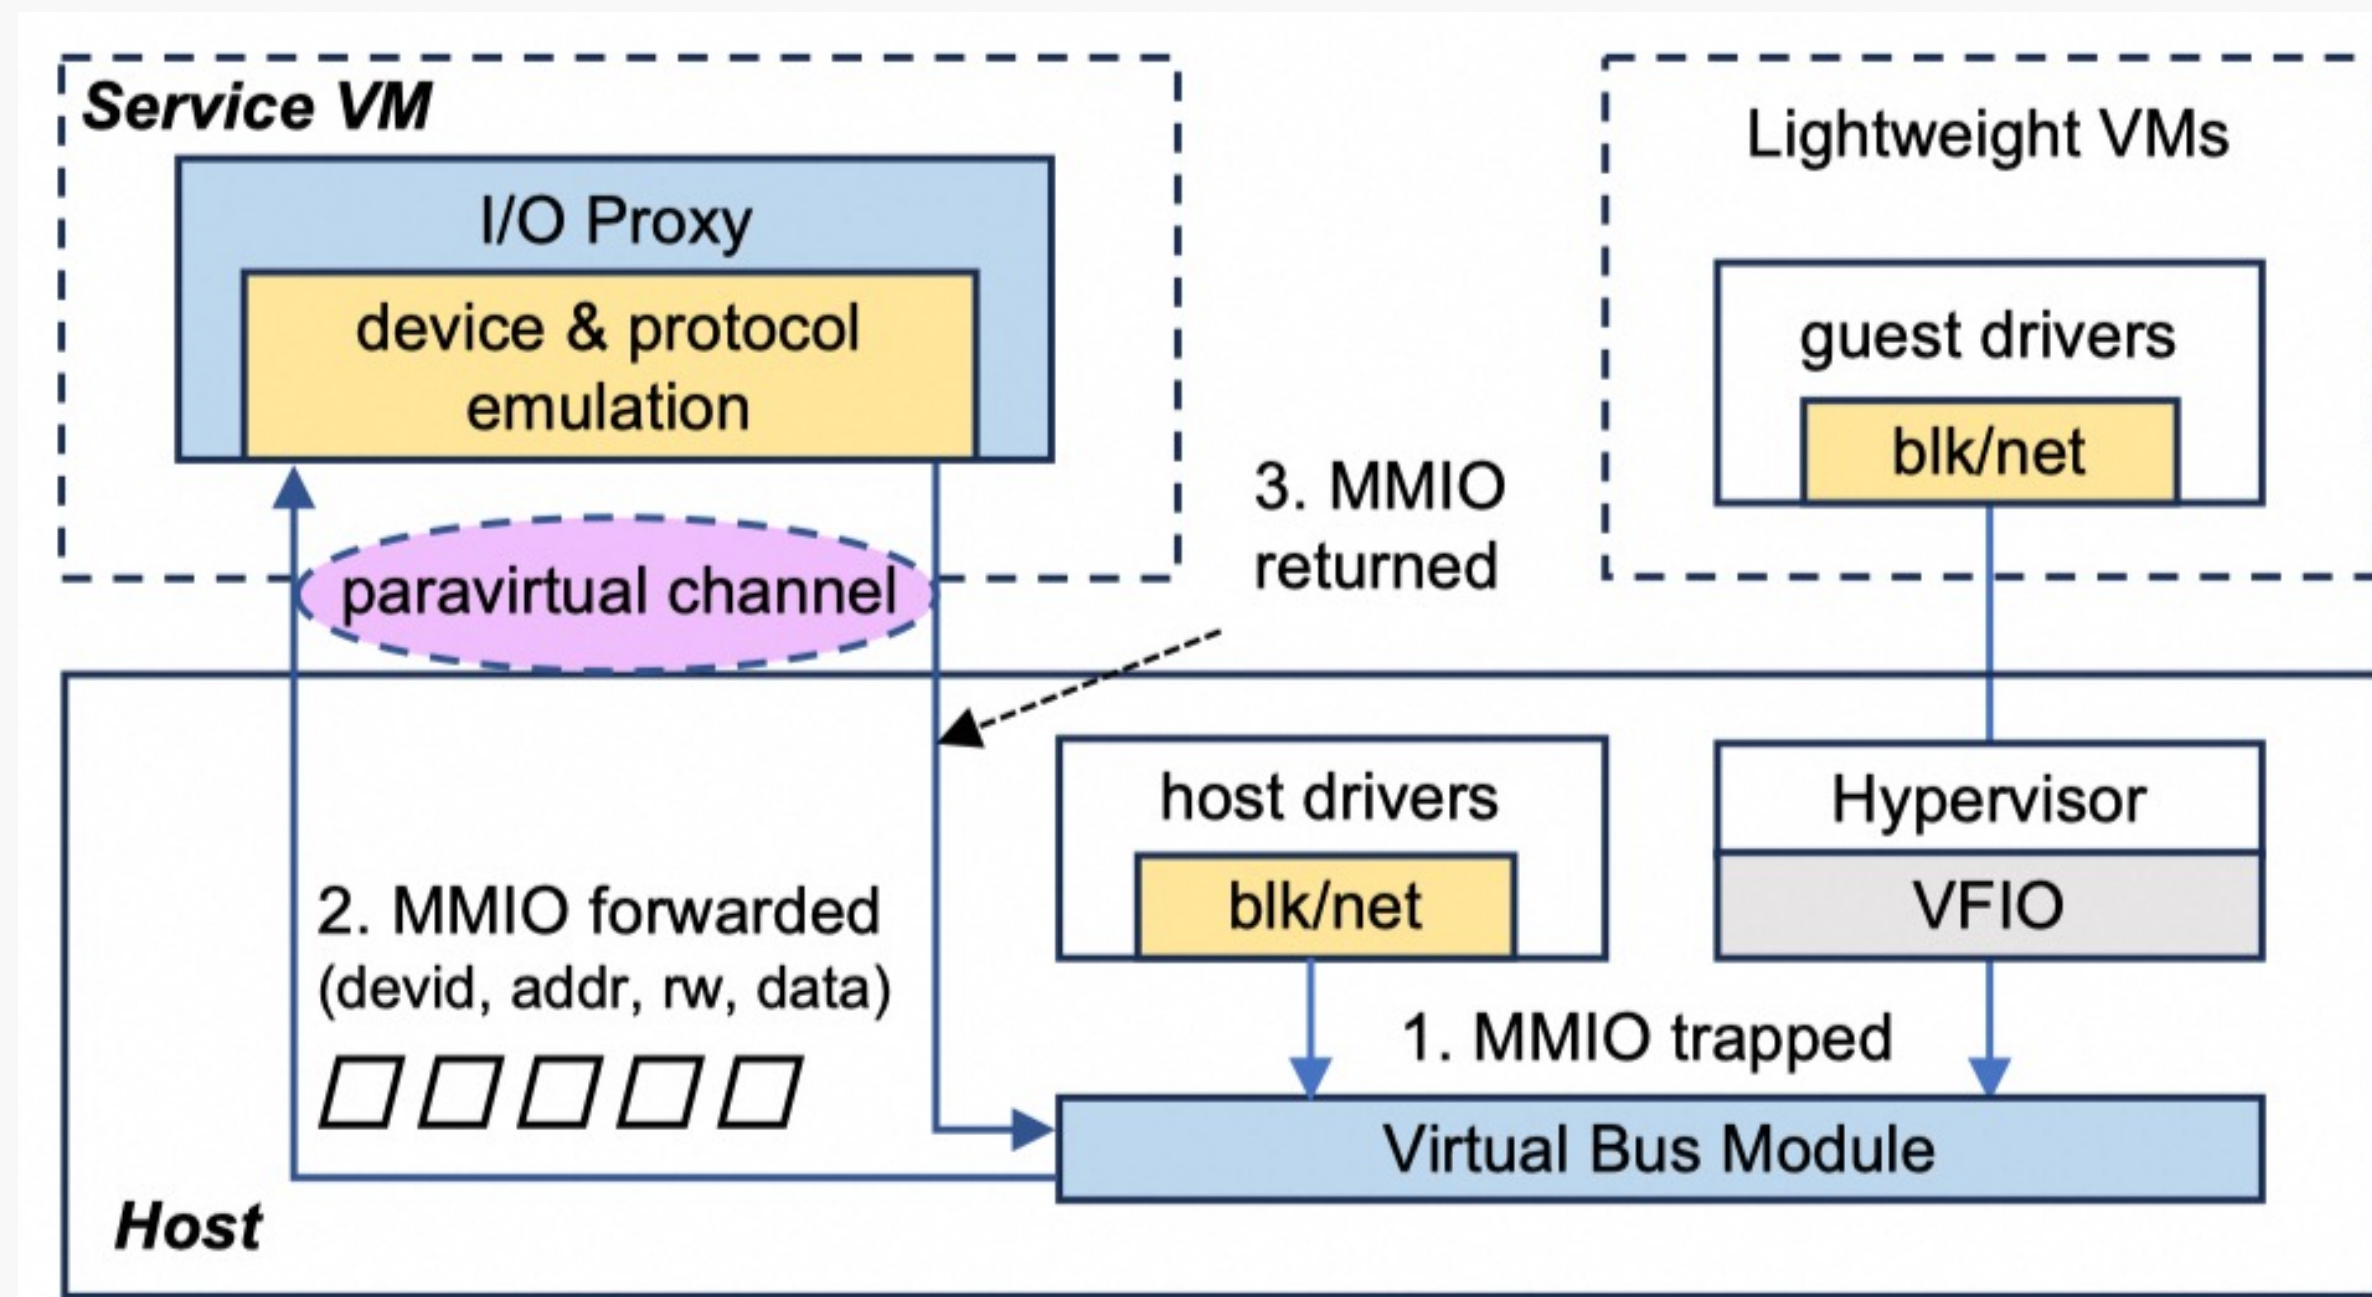 Service VM
I/O Proxy
device & protocol
emulation
paravirtual channel
3. MMIO
returned
Lightweight VMs
guest drivers
blk/net
host drivers
blk/net
Hypervisor
VFIO
2. MMIO forwarded
(devid, addr, rw, data)
1. MMIO trapped
Virtual Bus Module
Host